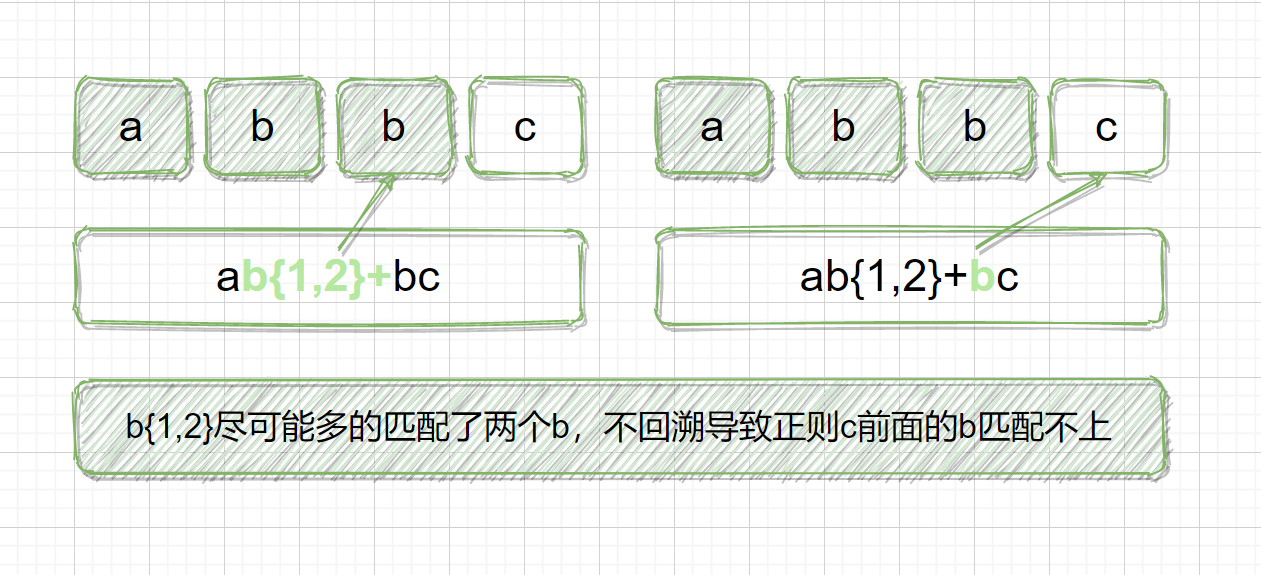 a b b c a b b c
ab{1,2}+bc ab{1,2}+bc
b{1,2}尽可能多的匹配了两个b，不回溯导致正则c前面的b匹配不上